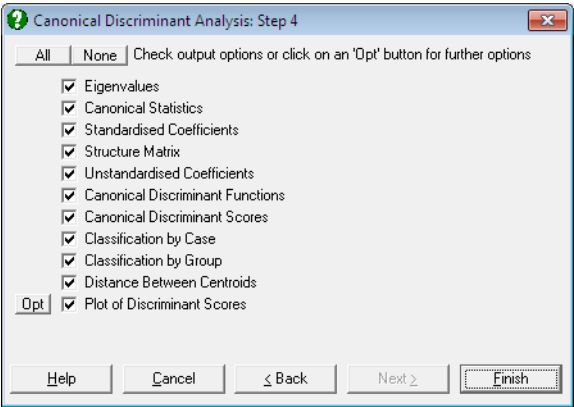 Canonical Discriminant Analysis: Step 4
All None Check output options or click on an 'Opt' button for further options
Eigenvalues
Canonical Statistics
Standardised Coefficients
Structure Matrix
Unstandardised Coefficients
Canonical Discriminant Functions
Canonical Discriminant Scores
Classification by Case
Classification by Group
Distance Between Centroids
Opt Plot of Discriminant Scores
Help Cancel < Back Next > Finish